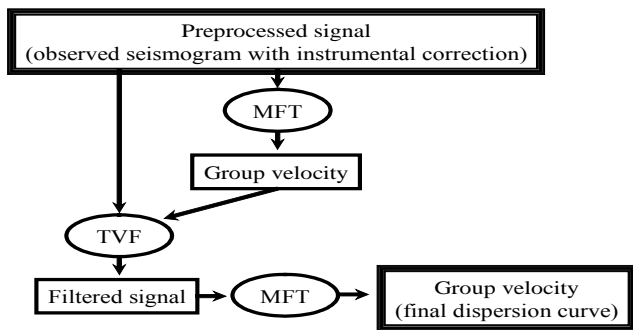 Preprocessed signal
(observed seismogram with instrumental correction)
MFT
Group velocity
TVF
Filtered signal
MFT
Group velocity
(final dispersion curve)